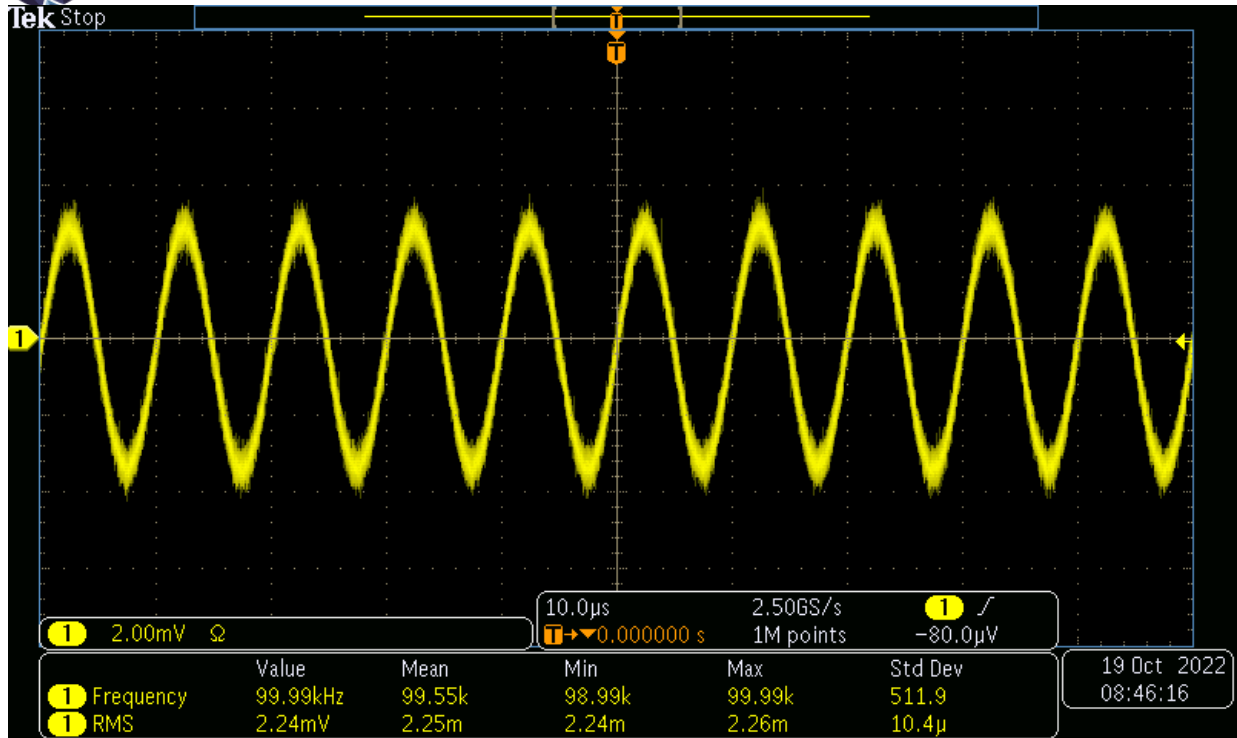 Tek Stop
T
T
1
10.0μs 2.50GS/s 1 /
1 2.00mV Ω T→▼0.000000 s 1M points −80.0μV
Value Mean Min Max Std Dev 19 Oct 2022
1 Frequency 99.99kHz 99.55k 98.99k 99.99k 511.9 08:46:16
1 RMS 2.24mV 2.25m 2.24m 2.26m 10.4μ